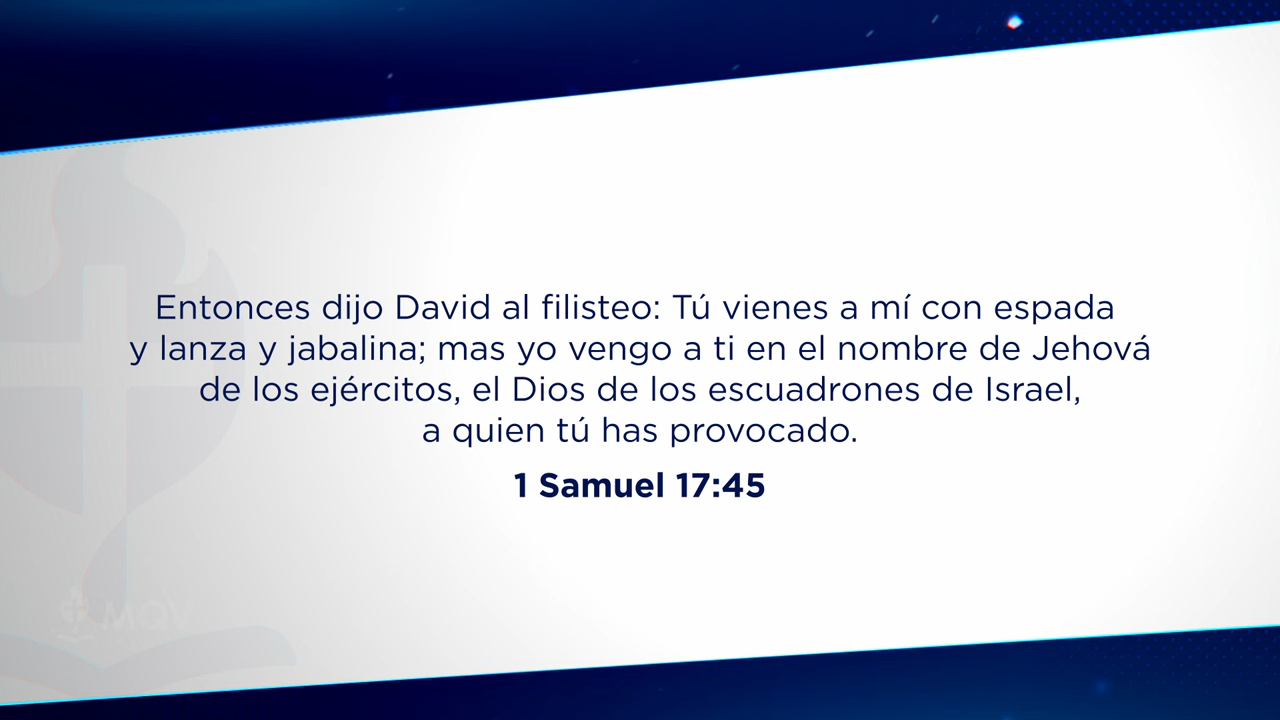 Entonces dijo David al filisteo: Tú vienes a mí con espada
y lanza y jabalina; mas yo vengo a ti en el nombre de Jehová
de los ejércitos, el Dios de los escuadrones de Israel,
a quien tú has provocado.
1 Samuel 17:45
MQV